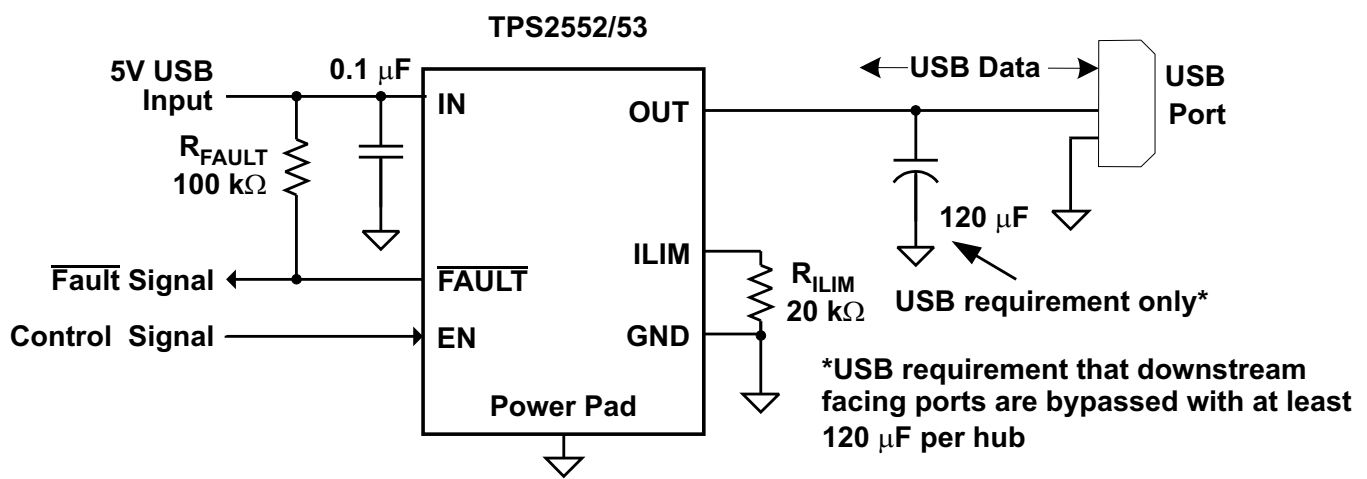 TPS2552/53
5V USB
Input
0.1 μF
IN
OUT
USB Data
USB
Port
RFAULT
100 kΩ
120 μF
ILIM
Fault Signal
FAULT
RILIM
20 kΩ
USB requirement only*
Control Signal
EN
GND
*USB requirement that downstream
facing ports are bypassed with at least
120 μF per hub
Power Pad